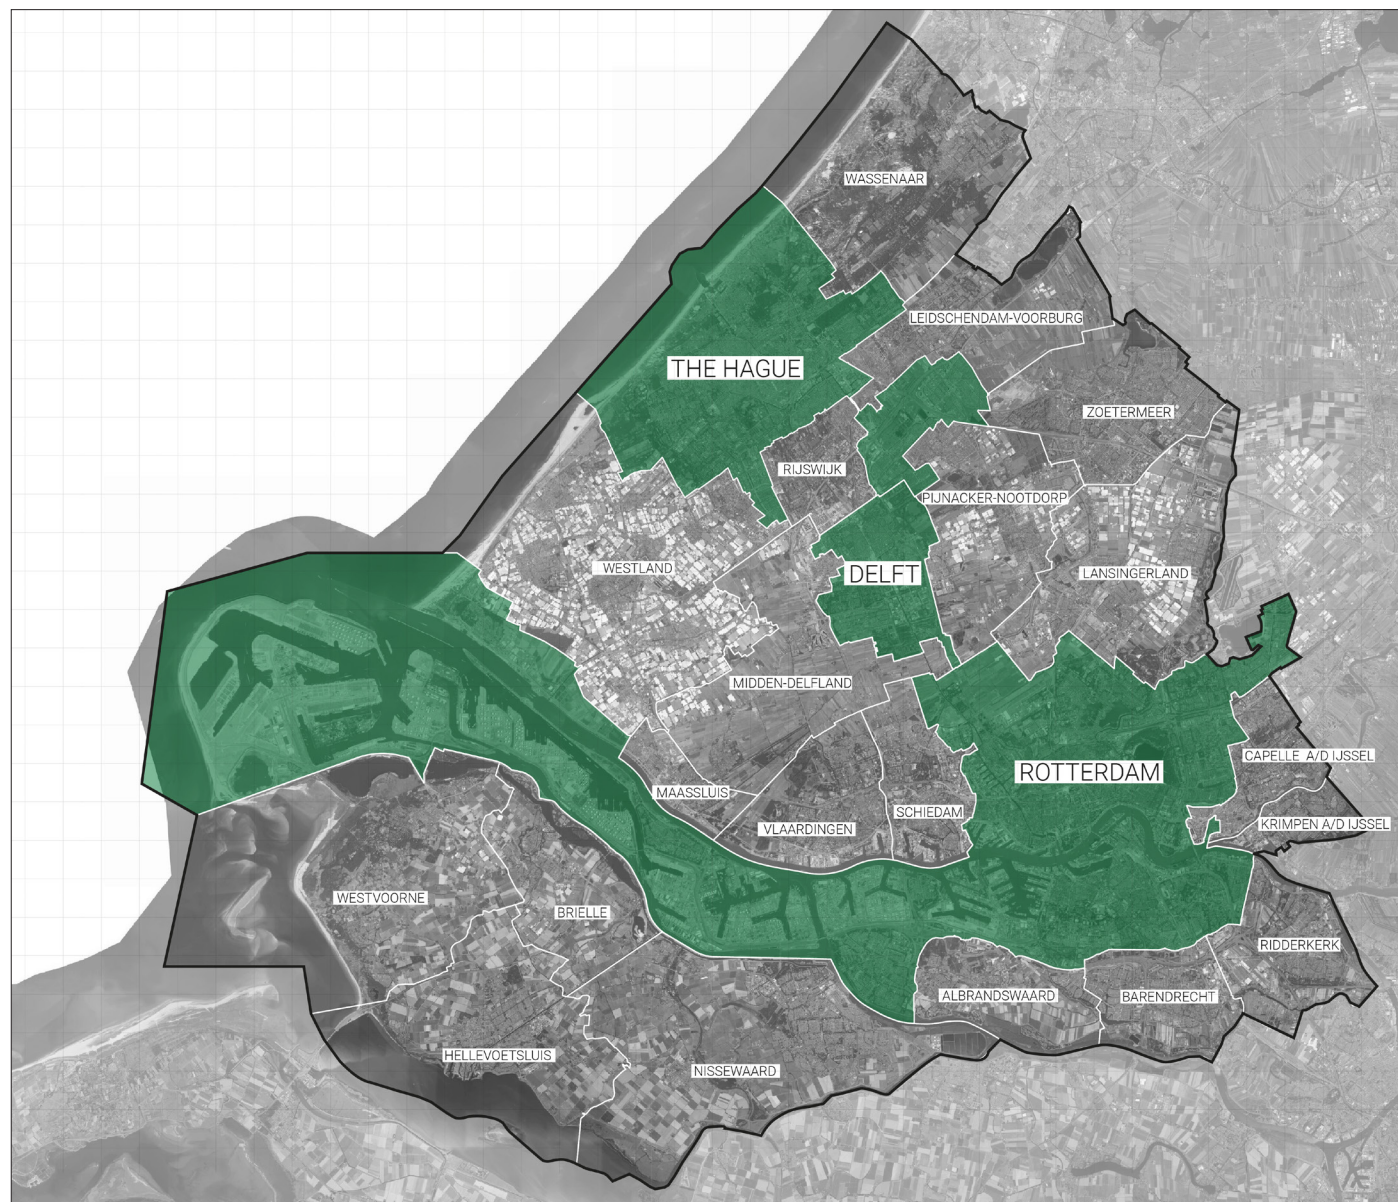 WASSENAAR
LEIDSCHENDAM-VOORBURG
THE HAGUE
ZOETERMEER
RIJSWIJK
PIJNACKER-NOOTDORP
WESTLAND
DELFT
LANSINGERLAND
MIDDEN-DELFLAND
CAPELLE A/D IJSSEL
ROTTERDAM
MAASSLUIS
SCHIEDAM
VLAARDINGEN
KRIMPEN A/D IJSSEL
WESTVOORNE
BRIELLE
RIDDERKERK
ALBRANDSWAARD
BARENDRECHT
HELLEVOETSLUIS
NISSEWAARD